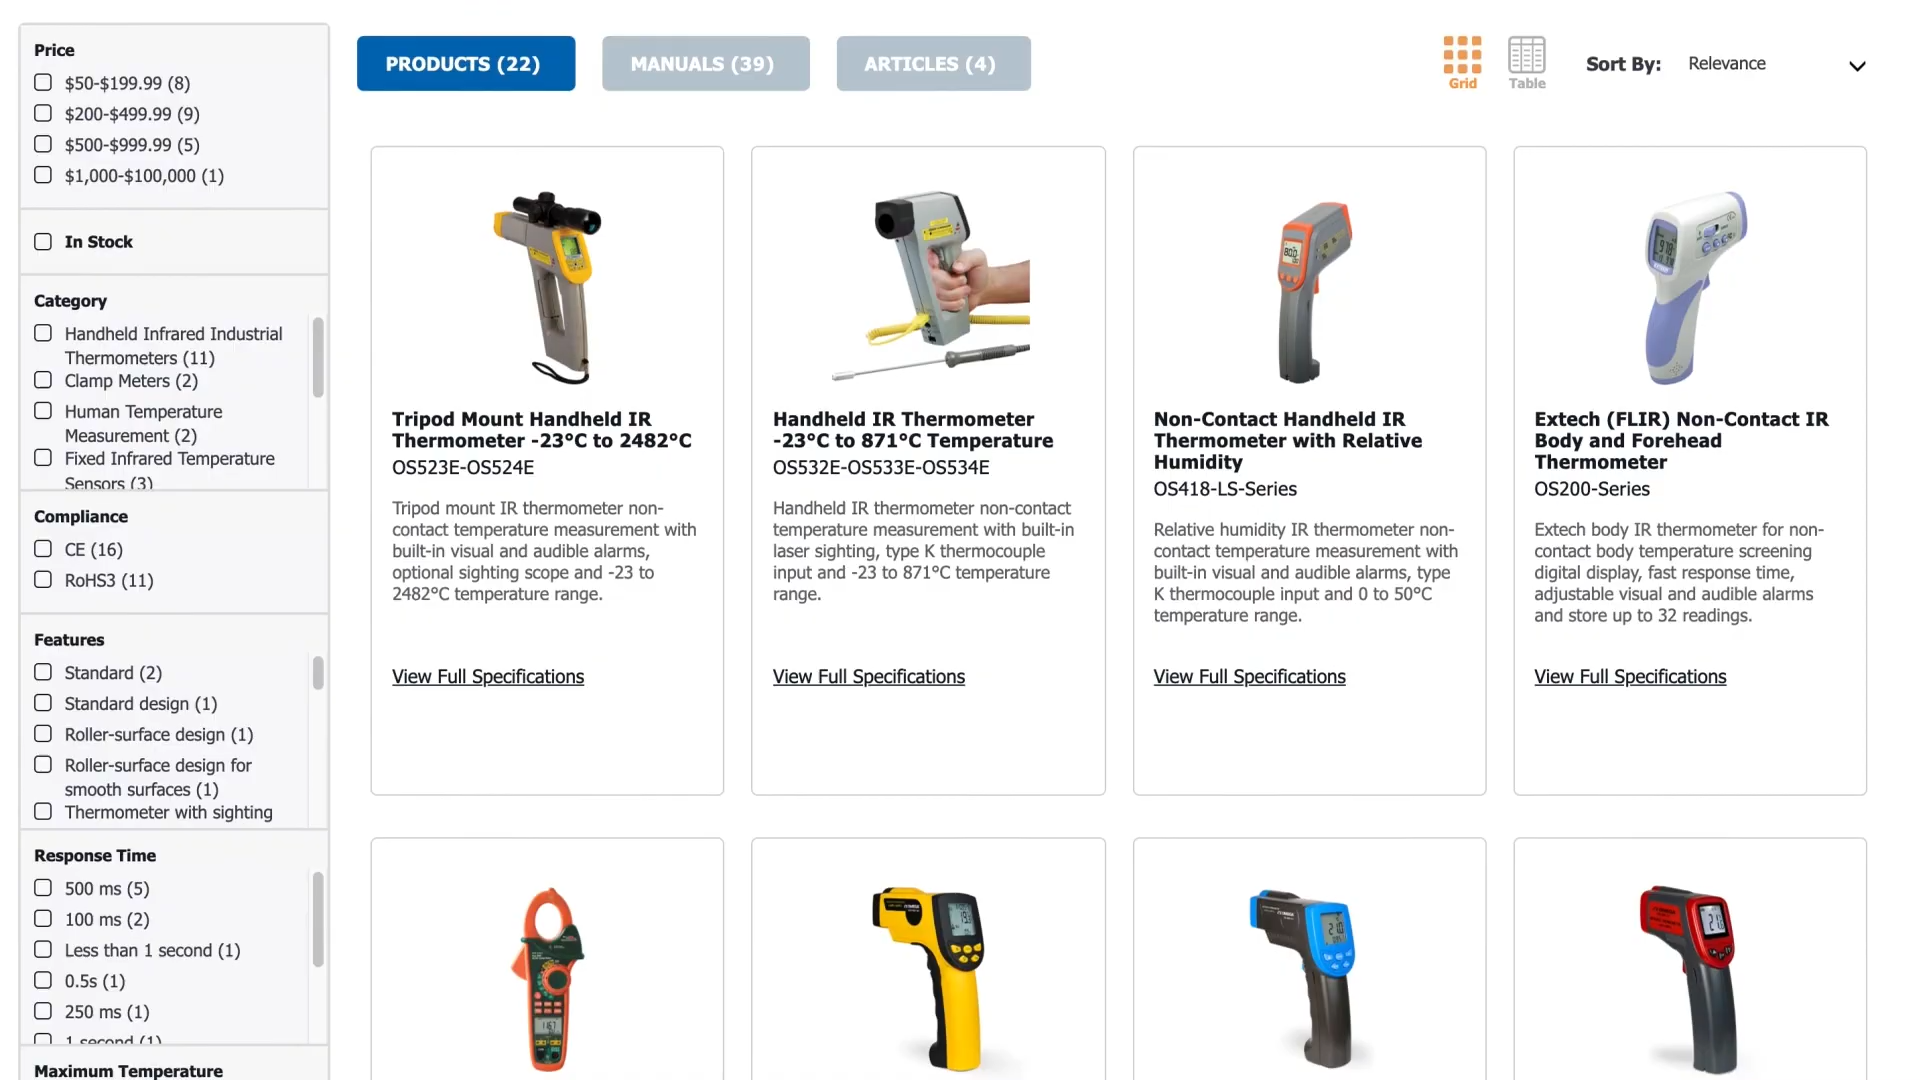 Price
$50-$199.99 (8)
$200-$499.99 (9)
$500-$999.99 (5)
$1,000-$100,000 (1)
In Stock
Category
Handheld Infrared Industrial
Thermometers (11)
Clamp Meters (2)
Human Temperature
Measurement (2)
Fixed Infrared Temperature
Sensors (3)
Compliance
CE (16)
RoHS3 (11)
Features
Standard (2)
Standard design (1)
Roller-surface design (1)
Roller-surface design for
smooth surfaces (1)
Thermometer with sighting
Response Time
500 ms (5)
100 ms (2)
Less than 1 second (1)
0.5s (1)
250 ms (1)
1 second (1)
Maximum Temperature
PRODUCTS (22)
MANUALS (39)
ARTICLES (4)
Grid
Table
Sort By:
Relevance
Tripod Mount Handheld IR
Thermometer -23°C to 2482°C
OS523E-OS524E
Tripod mount IR thermometer non-
contact temperature measurement with
built-in visual and audible alarms,
optional sighting scope and -23 to
2482°C temperature range.
View Full Specifications
Handheld IR Thermometer
-23°C to 871°C Temperature
OS532E-OS533E-OS534E
Handheld IR thermometer non-contact
temperature measurement with built-in
laser sighting, type K thermocouple
input and -23 to 871°C temperature
range.
View Full Specifications
Non-Contact Handheld IR
Thermometer with Relative
Humidity
OS418-LS-Series
Relative humidity IR thermometer non-
contact temperature measurement with
built-in visual and audible alarms, type
K thermocouple input and 0 to 50°C
temperature range.
View Full Specifications
Extech (FLIR) Non-Contact IR
Body and Forehead
Thermometer
OS200-Series
Extech body IR thermometer for non-
contact body temperature screening
digital display, fast response time,
adjustable visual and audible alarms
and store up to 32 readings.
View Full Specifications